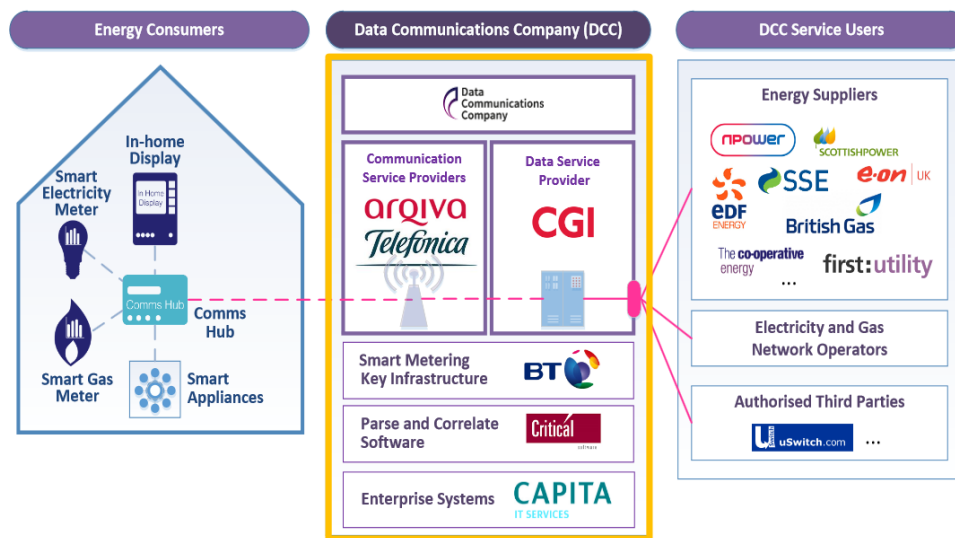 Energy Consumers
Data Communications Company (DCC)
DCC Service Users
In-home
Display
Smart
Electricity
Meter
In Home
Display
Comms Hub
Comms
Hub
Smart Gas
Meter
Smart
Appliances
Data
Communications
Company
Communication
Service Providers
arqiva
Telefónica
Data Service
Provider
CGI
Smart Metering
Key Infrastructure
BT
Parse and Correlate
Software
Critical
software
Enterprise Systems
CAPITA
IT SERVICES
Energy Suppliers
npower
SCOTTISHPOWER
eDF
ENERGY
SSE
e·on | UK
British Gas
The co-operative
energy
first:utility
...
Electricity and Gas
Network Operators
Authorised Third Parties
uSwitch.com
...